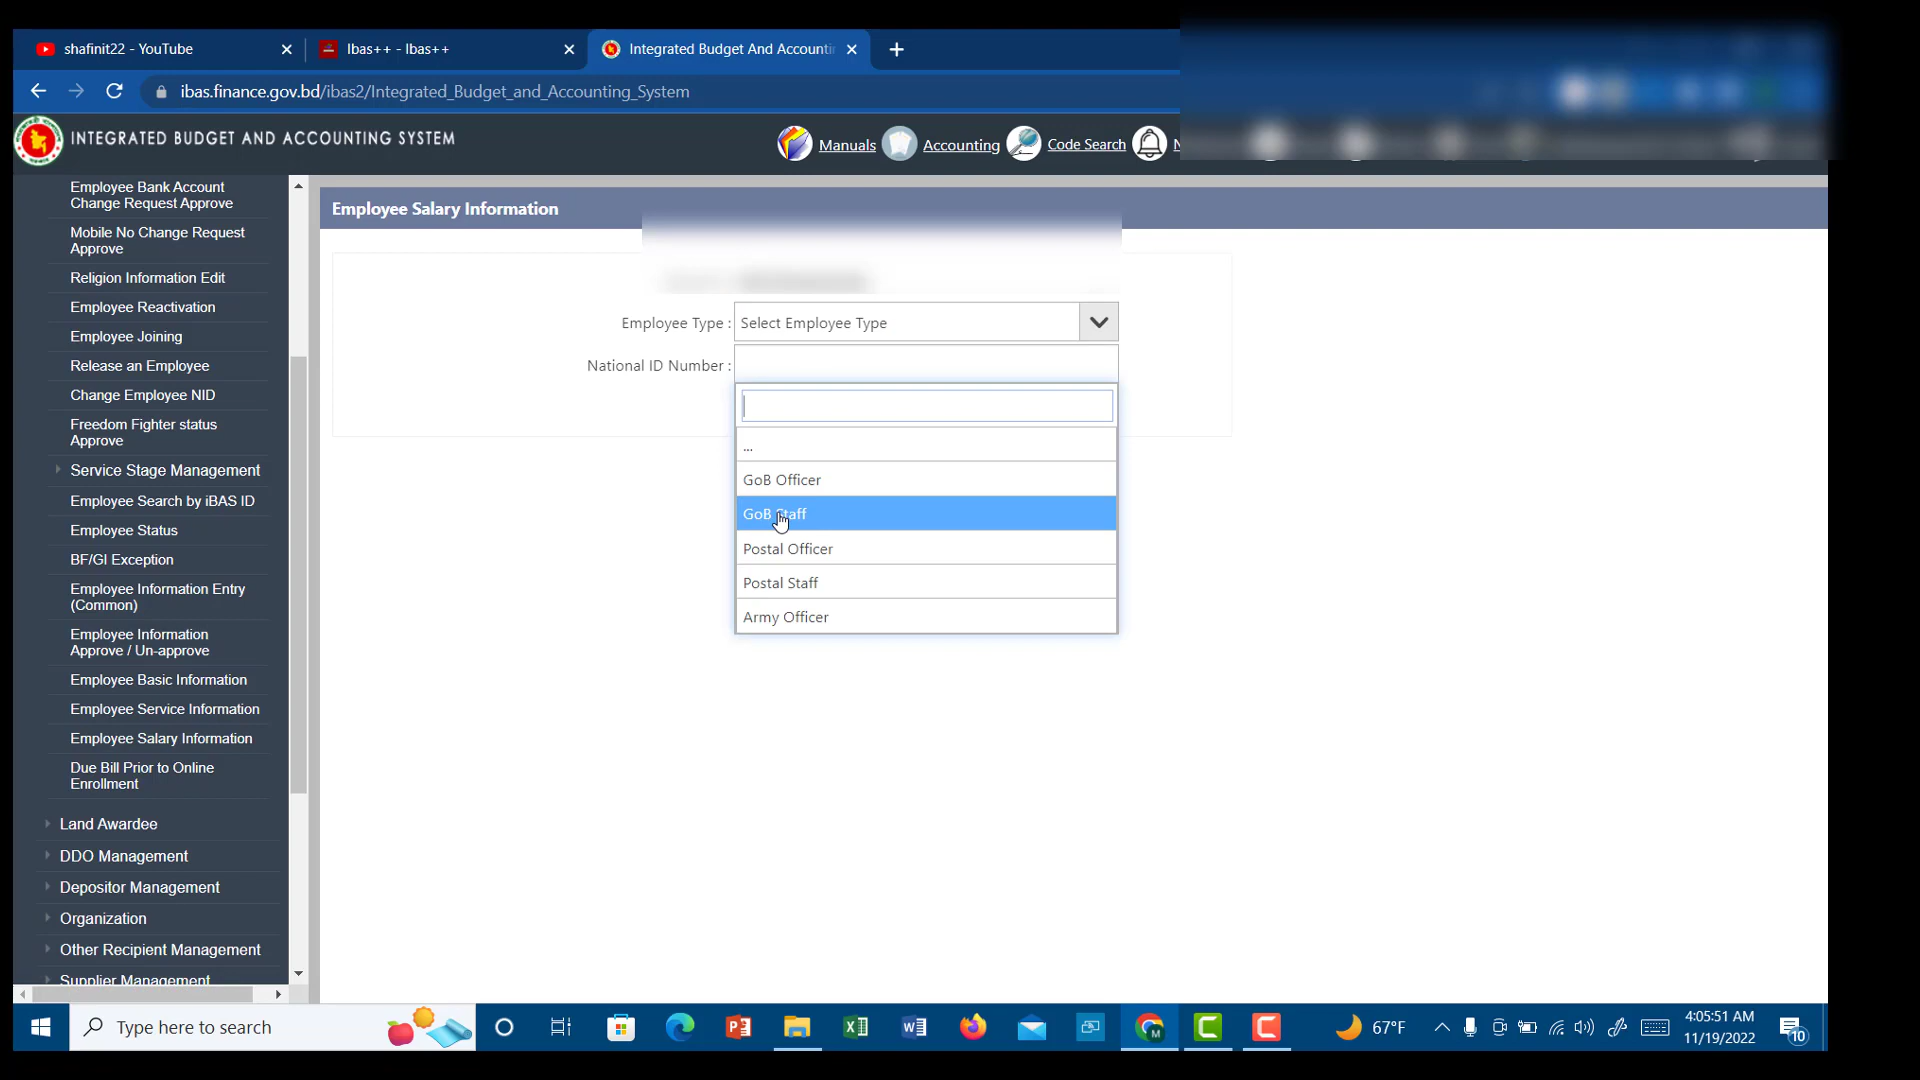 shafinit22 - YouTube
Ibas++ - Ibas++
Integrated Budget And Accounti
ibas.finance.gov.bd/ibas2/Integrated_Budget_and_Accounting_System
INTEGRATED BUDGET AND ACCOUNTING SYSTEM
Manuals
Accounting
Code Search
N
Employee Bank Account
Change Request Approve
Mobile No Change Request
Approve
Religion Information Edit
Employee Reactivation
Employee Joining
Release an Employee
Change Employee NID
Freedom Fighter status
Approve
Service Stage Management
Employee Search by iBAS ID
Employee Status
BF/GI Exception
Employee Information Entry
(Common)
Employee Information
Approve / Un-approve
Employee Basic Information
Employee Service Information
Employee Salary Information
Due Bill Prior to Online
Enrollment
Land Awardee
DDO Management
Depositor Management
Organization
Other Recipient Management
Supplier Management
Employee Salary Information
Employee Type : Select Employee Type
National ID Number :
...
GoB Officer
GoB Staff
Postal Officer
Postal Staff
Army Officer
Type here to search
67°F
4:05:51 AM
11/19/2022
10